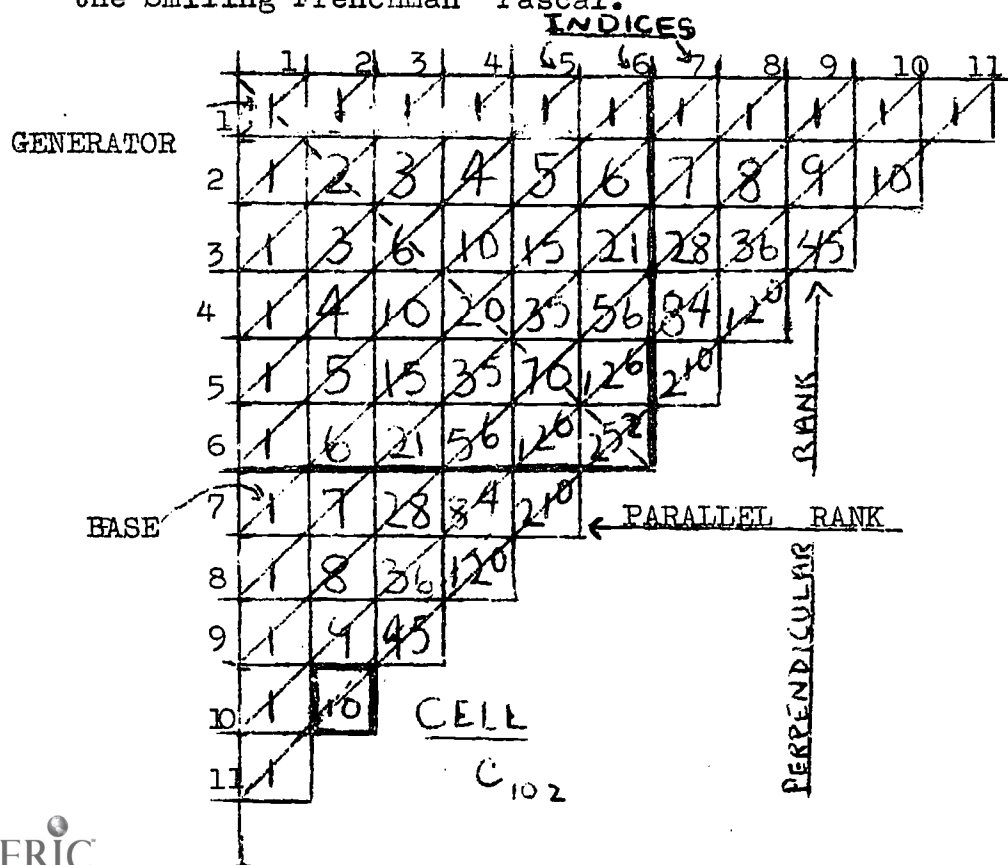 the Smiling Frenchman" Pascal.
INDICES
1 2 3 4 5 6 7 8 9 10 11
GENERATOR
1 1 1 1 1 1 1 1 1 1 1 1
2 1 2 3 4 5 6 7 8 9 10
3 1 3 6 10 15 21 28 36 45
4 1 4 10 20 35 56 84 120
5 1 5 15 35 70 126 210
6 1 6 21 56 126 252
7 1 7 28 84 210
BASE
PARALLEL RANK
8 1 8 36 120
9 1 9 45
10 1 10
CELL
C 10 2
11 1
PERPENDICULAR RANK
ERIC